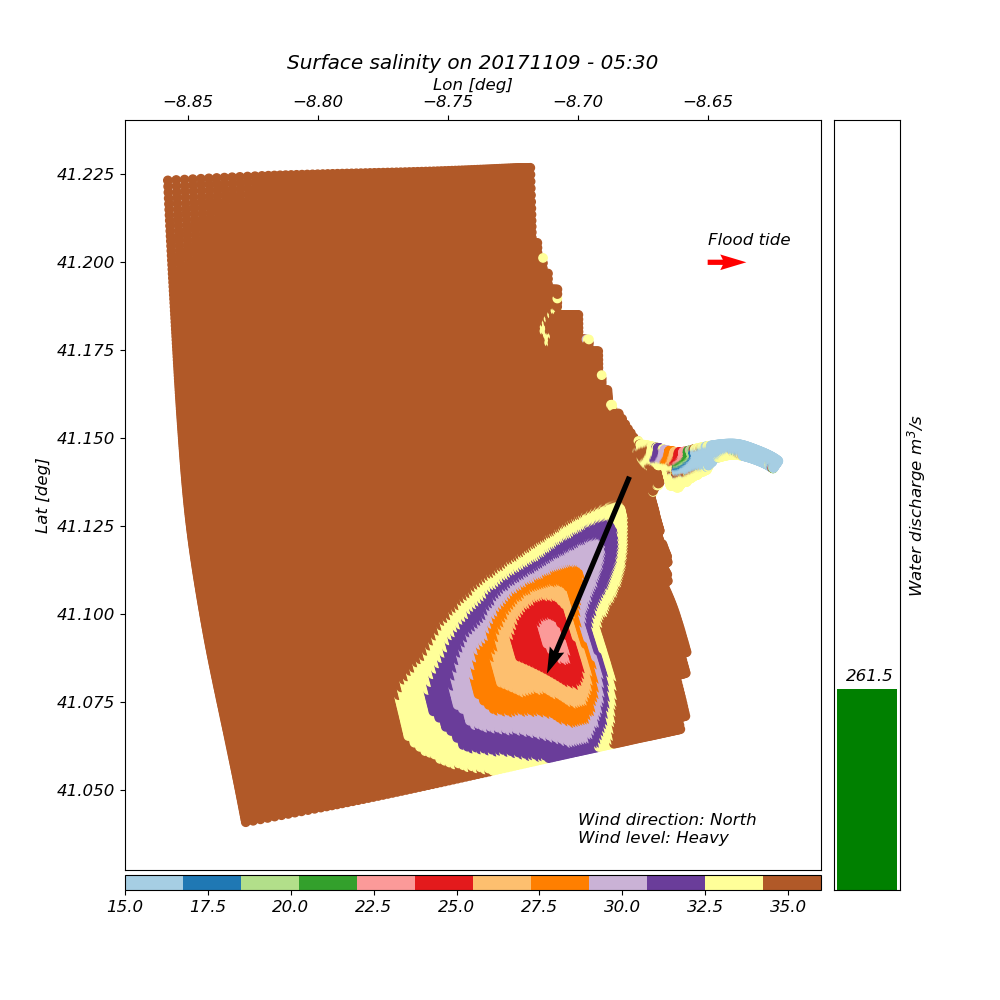 Surface salinity on 20171109 - 05:30
Lon [deg]
−8.85 −8.80 −8.75 −8.70 −8.65
41.225
41.200
41.175
41.150
41.125
41.100
41.075
41.050
Lat [deg]
Flood tide
Wind direction: North
Wind level: Heavy
15.0 17.5 20.0 22.5 25.0 27.5 30.0 32.5 35.0
261.5
Water discharge m³/s